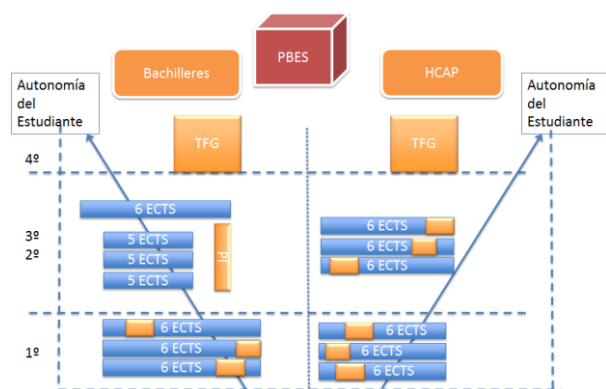 PBES
Bachilleres
HCAP
Autonomía
del
Estudiante
Autonomía
del
Estudiante
TFG
TFG
4º
6 ECTS
3º
2º
5 ECTS
5 ECTS
5 ECTS
PI
6 ECTS
6 ECTS
6 ECTS
1º
6 ECTS
6 ECTS
6 ECTS
6 ECTS
6 ECTS
6 ECTS